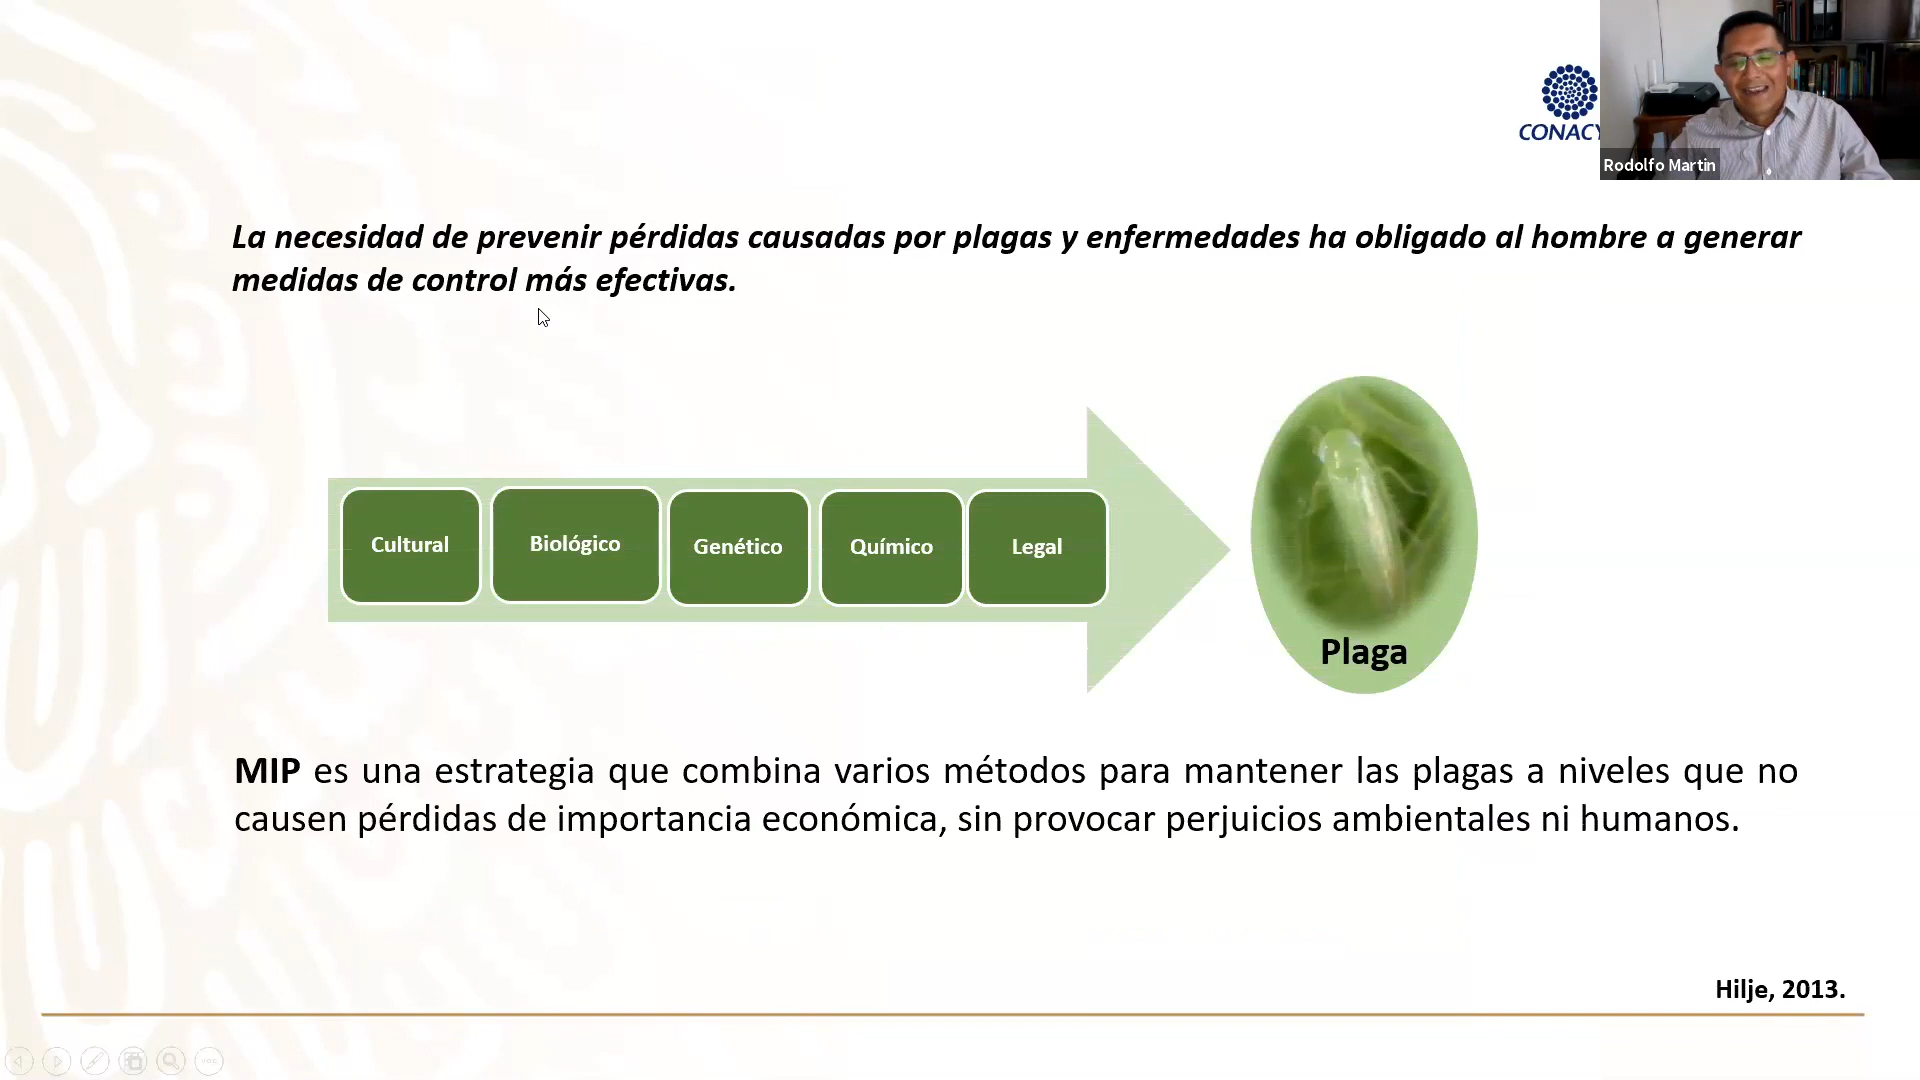 CONACY
Rodolfo Martin
La necesidad de prevenir pérdidas causadas por plagas y enfermedades ha obligado al hombre a generar
medidas de control más efectivas.
Cultural
Biológico
Genético
Químico
Legal
Plaga
MIP es una estrategia que combina varios métodos para mantener las plagas a niveles que no
causen pérdidas de importancia económica, sin provocar perjuicios ambientales ni humanos.
Hilje, 2013.